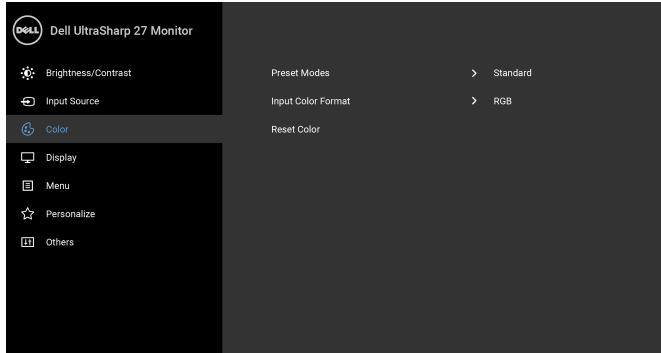 DELL Dell UltraSharp 27 Monitor
Brightness/Contrast
Preset Modes Standard
Input Source
Input Color Format RGB
Color
Reset Color
Display
Menu
Personalize
Others